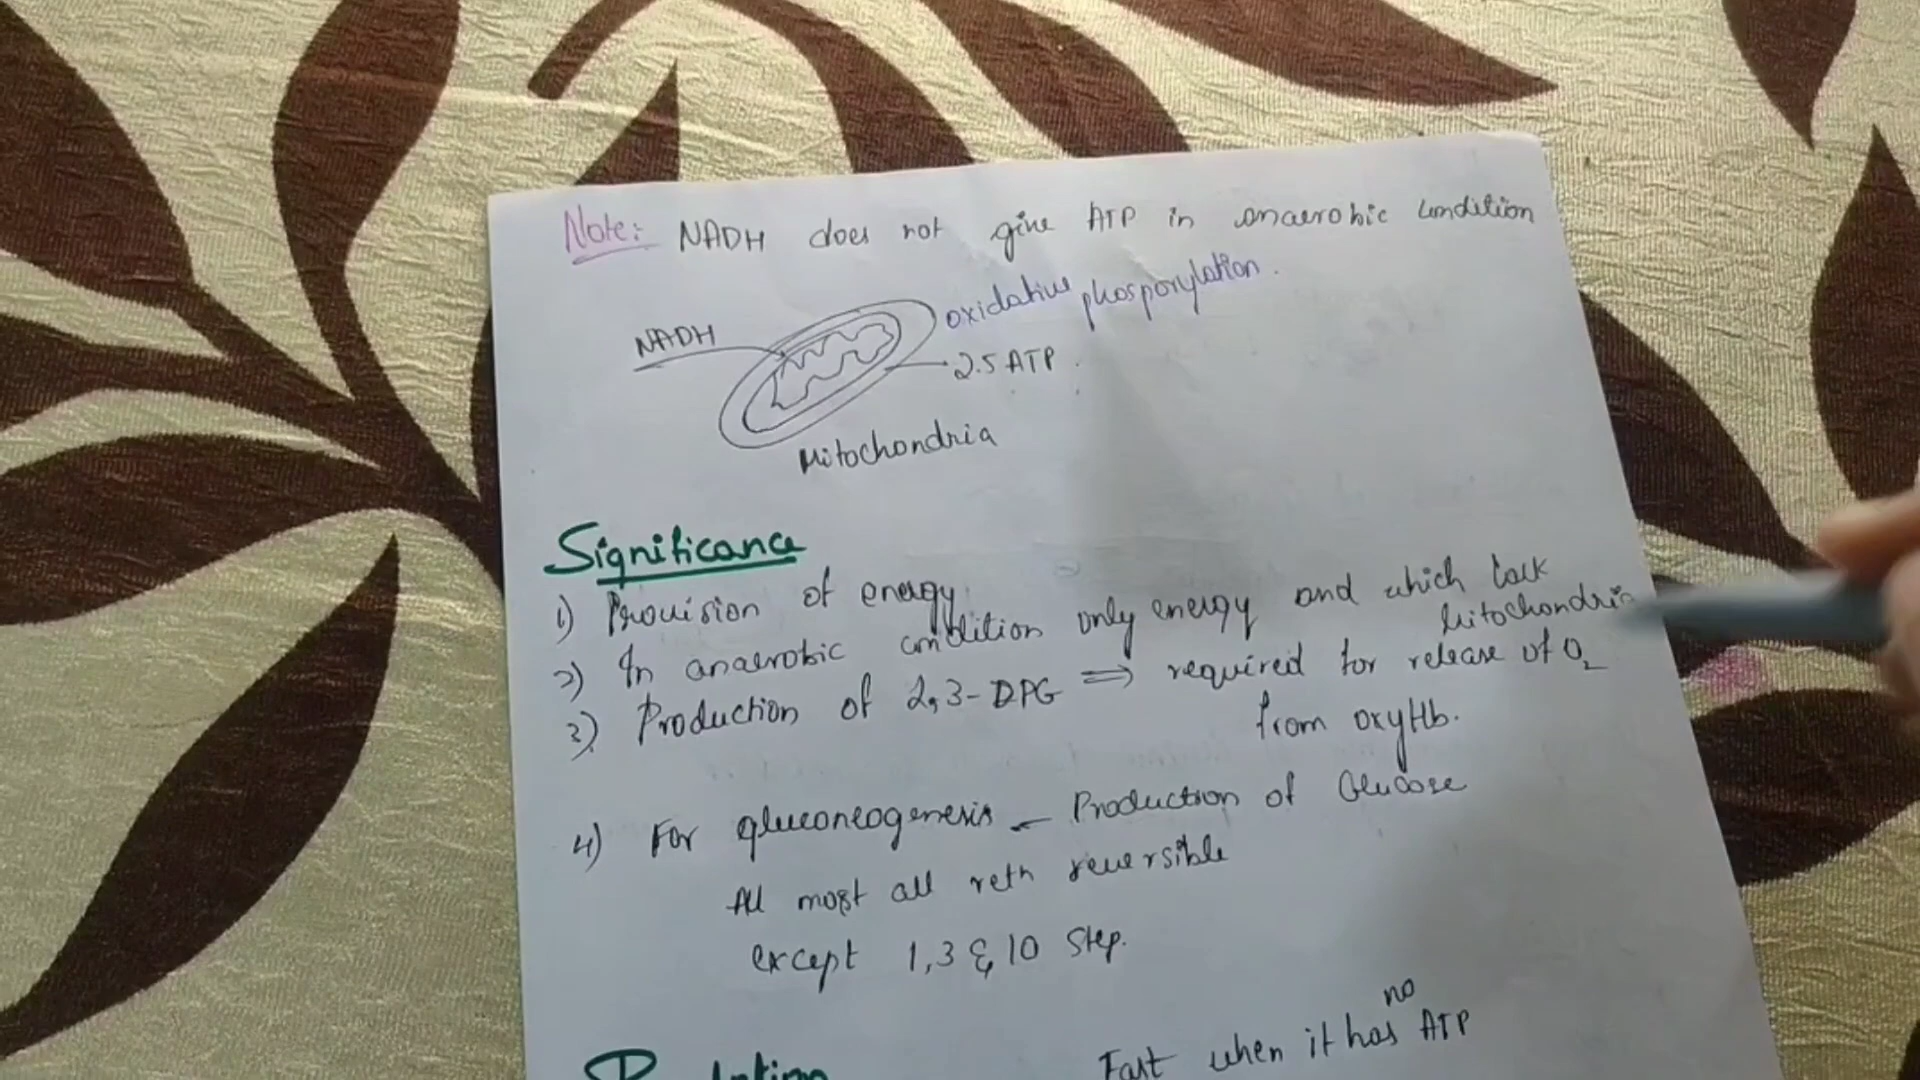 Note: NADH does not give ATP in anaerobic condition
oxidative phosporylation.
NADH
2.5 ATP
Mitochondria
Significance
1) Provision of energy
2) In anaerobic condition only energy and which lack
Mitochondria
3) Production of 2,3-DPG ⟹ required for release of O₂
from oxyHb.
4) For gluconeogenesis – Production of Glucose
All most all rctn reversible
except 1,3 & 10 step.
no
Fast when it has ATP